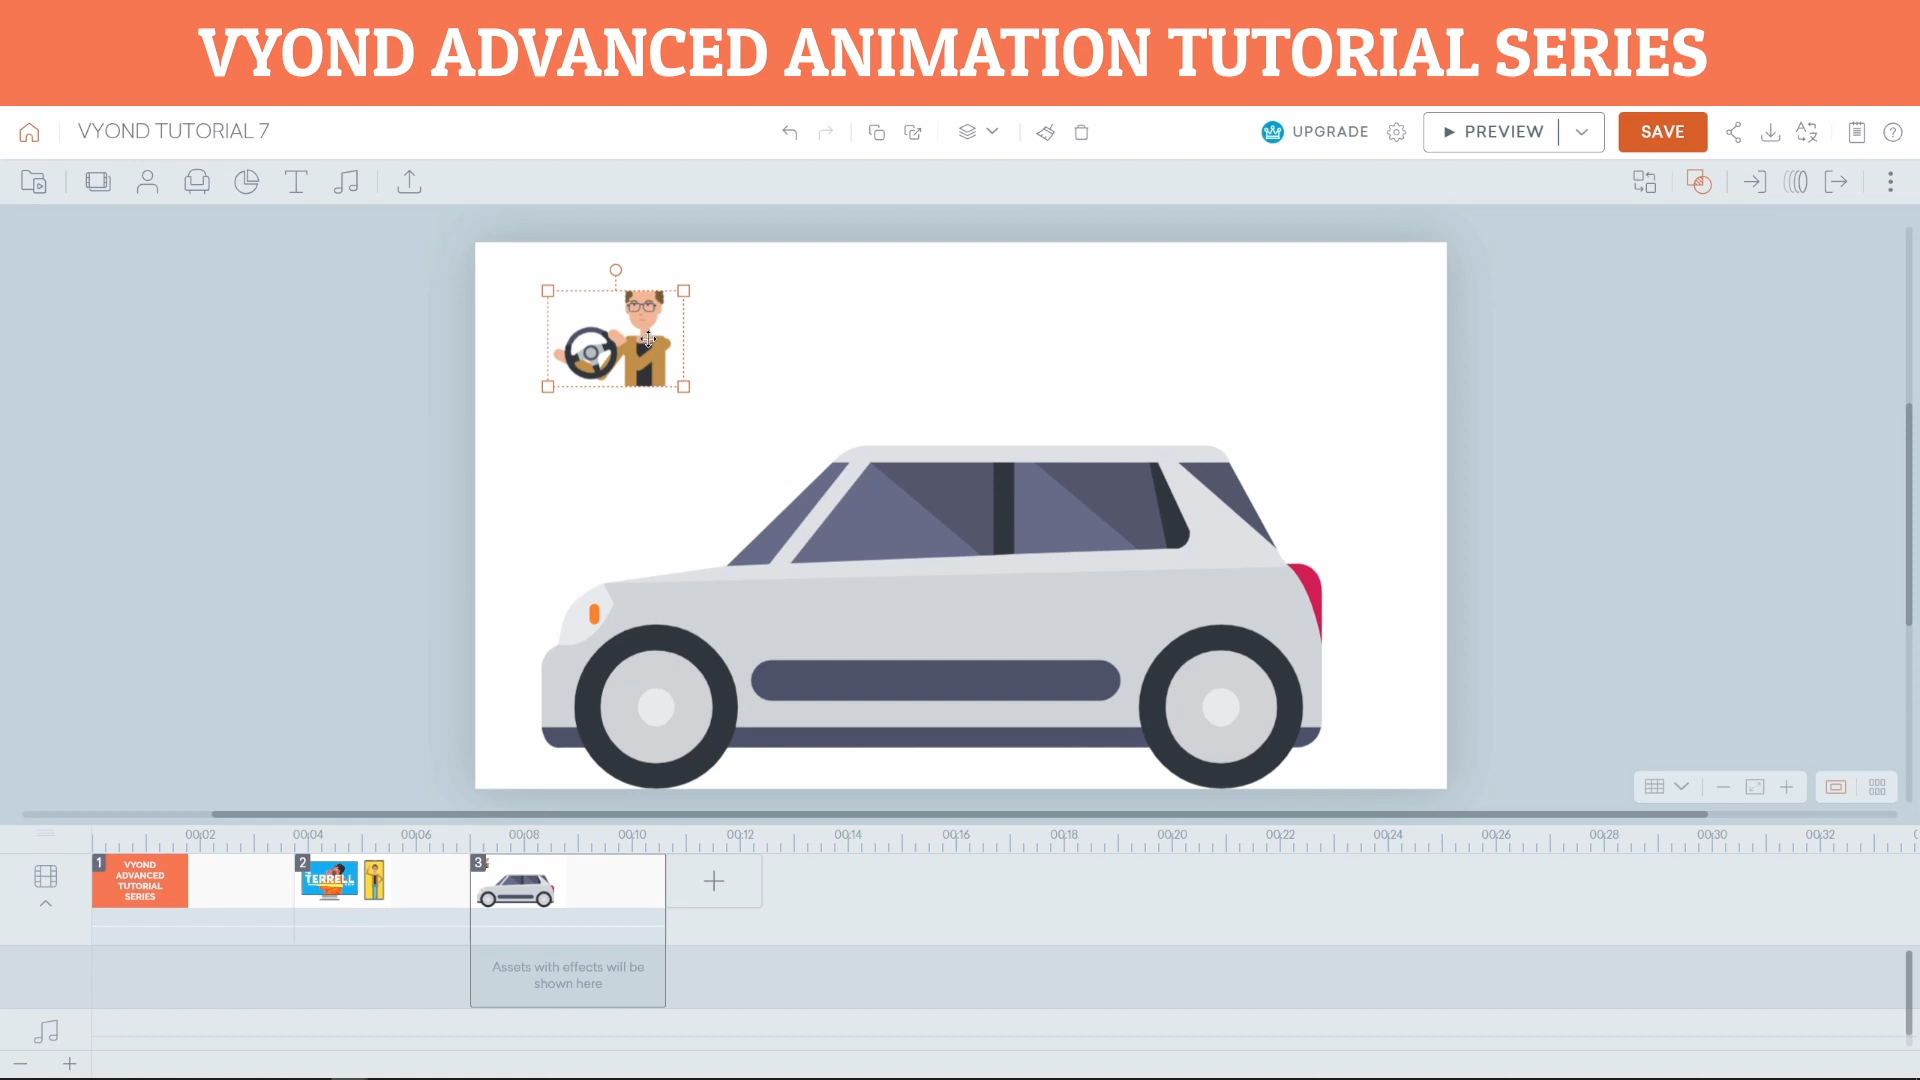 VYOND ADVANCED ANIMATION TUTORIAL SERIES
VYOND TUTORIAL 7
UPGRADE
PREVIEW
SAVE
00:02 00:04 00:06 00:08 00:10 00:12 00:14 00:16 00:18 00:20 00:22 00:24 00:26 00:28 00:30 00:32
1
VYOND
ADVANCED
TUTORIAL
SERIES
2
TERRELL
3
Assets with effects will be
shown here